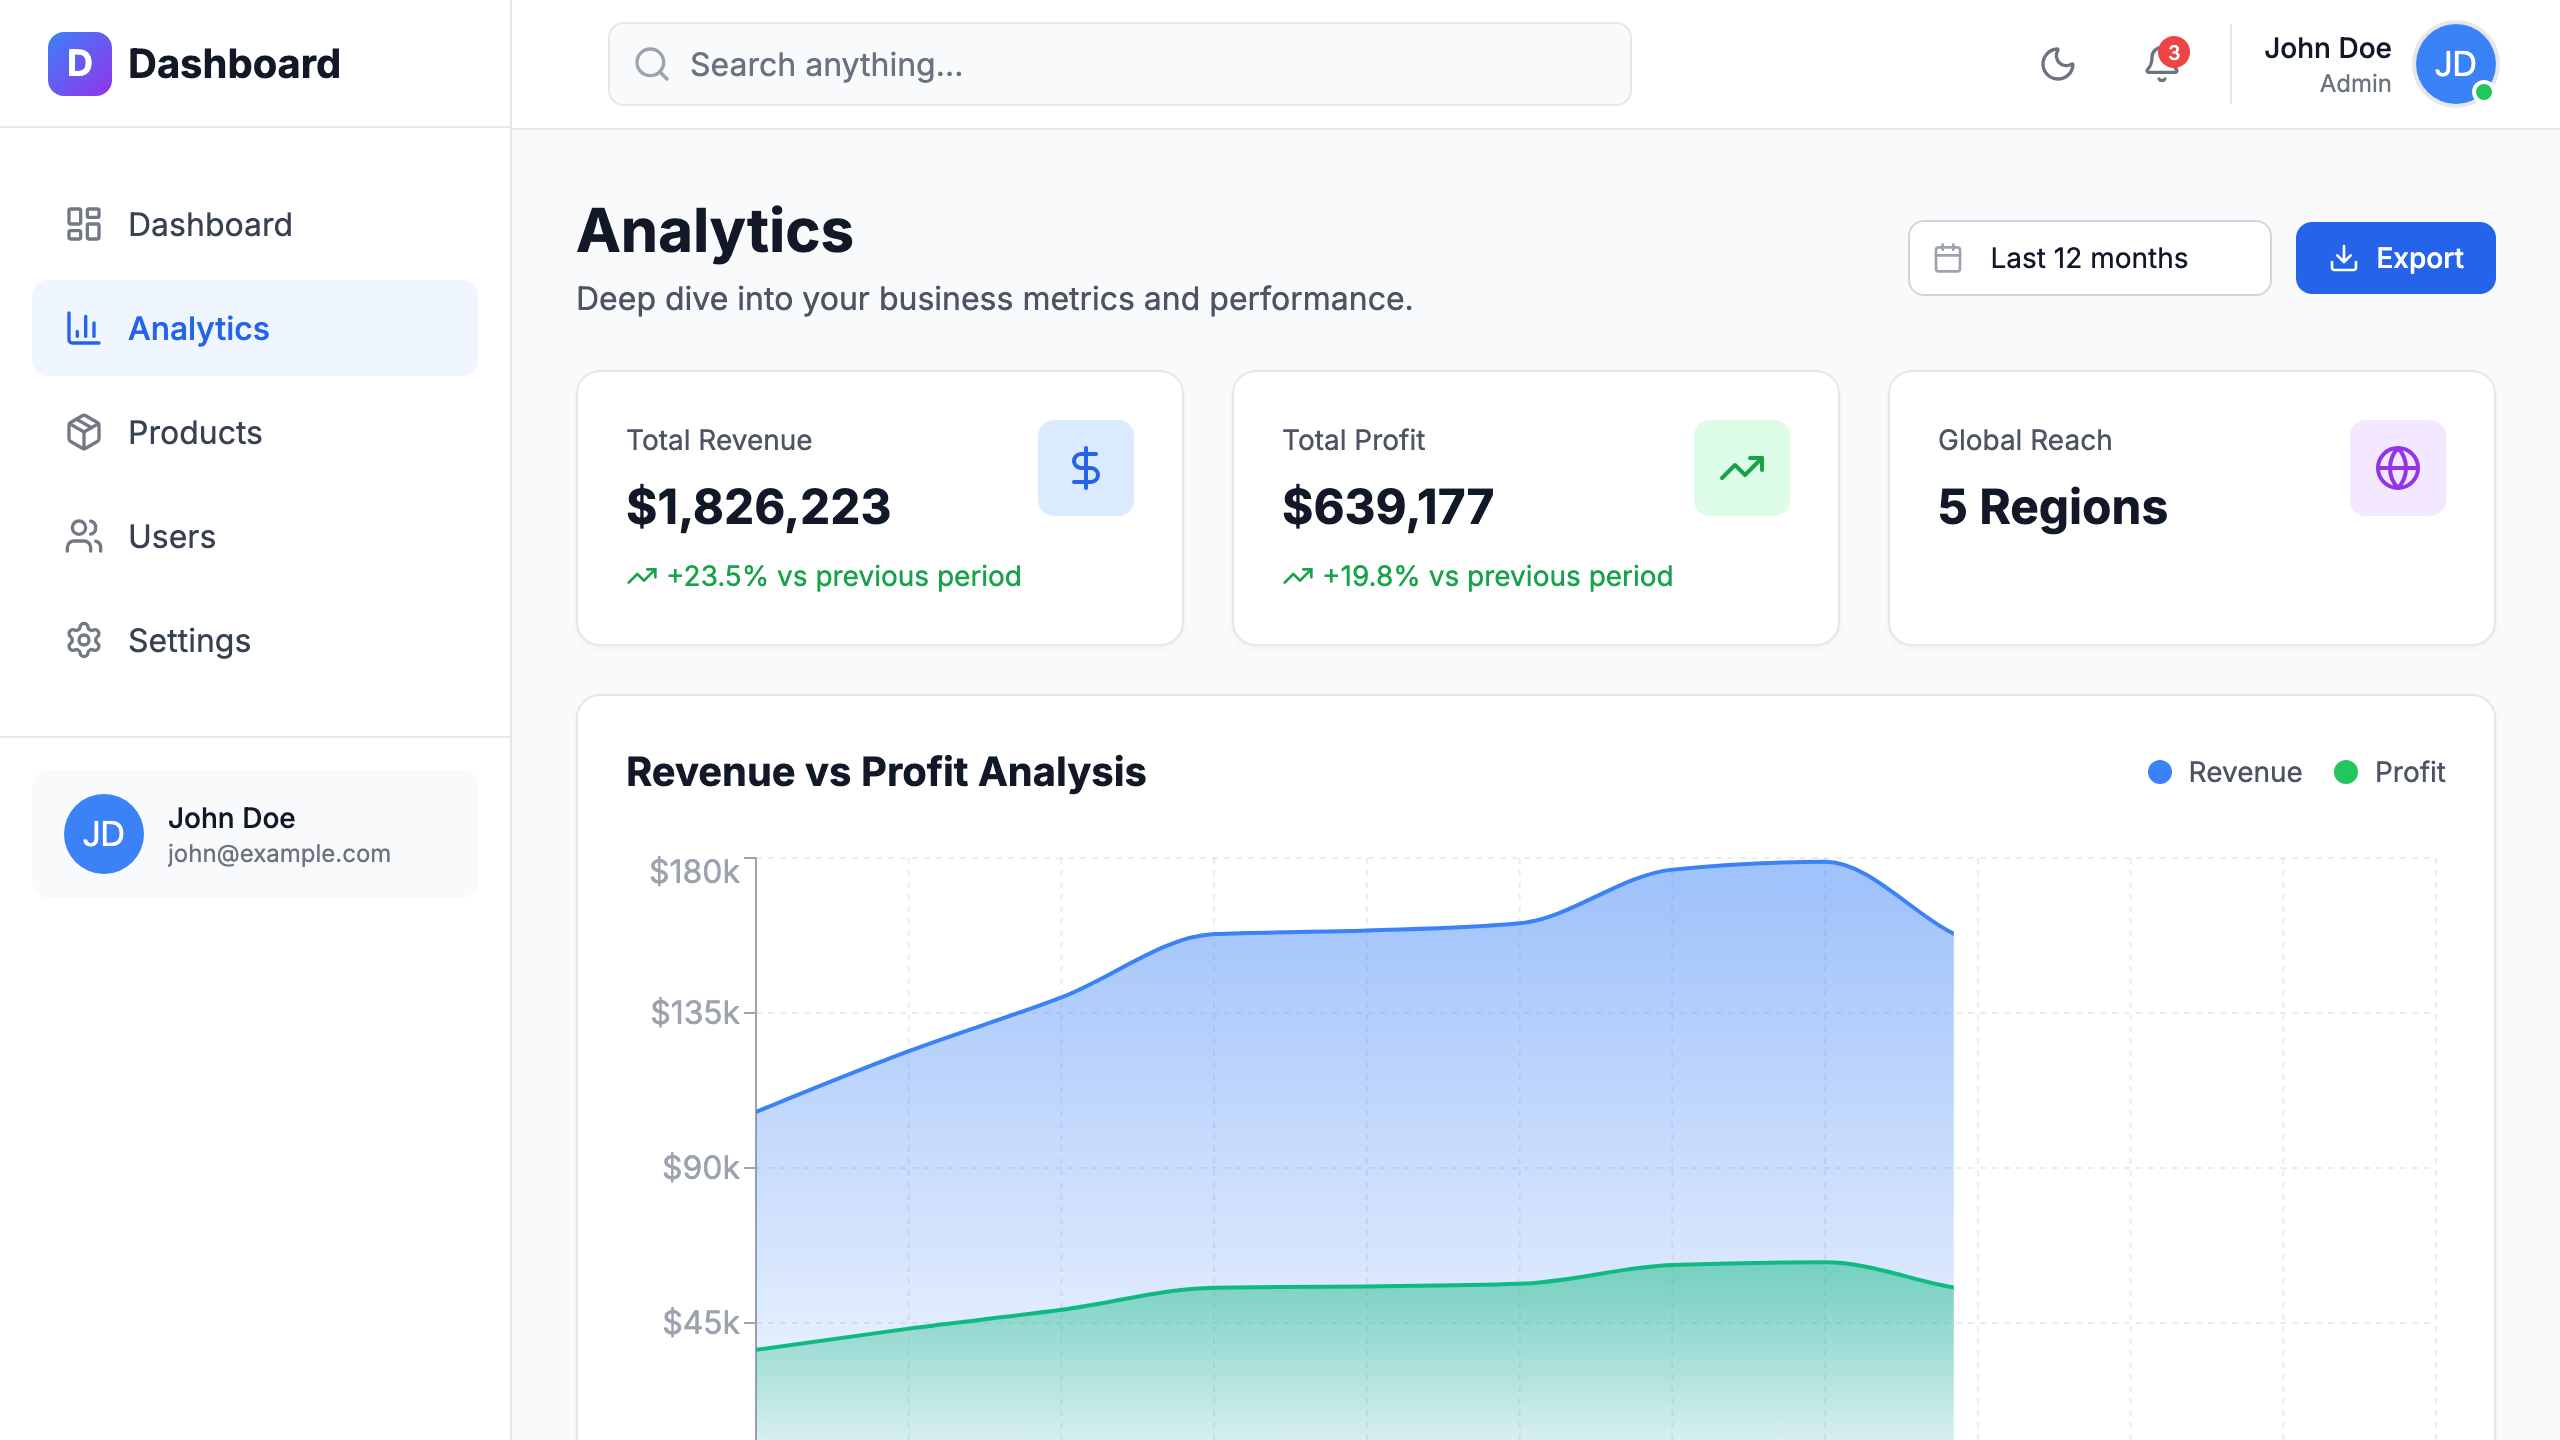 D Dashboard
Search anything...
3
John Doe
Admin
JD
Dashboard
Analytics
Products
Users
Settings
JD
John Doe
john@example.com
Analytics
Deep dive into your business metrics and performance.
Last 12 months
Export
Total Revenue
$1,826,223
+23.5% vs previous period
Total Profit
$639,177
+19.8% vs previous period
Global Reach
5 Regions
Revenue vs Profit Analysis
Revenue
Profit
$180k
$135k
$90k
$45k